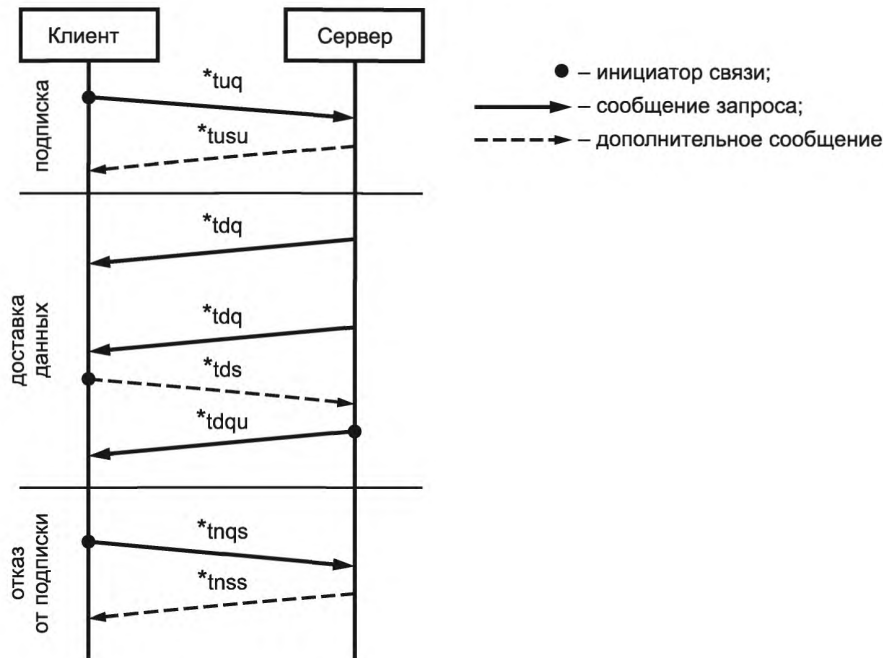 Клиент
Сервер
*tuq
*tusu
подписка
*tdq
*tdq
*tds
*tdqu
доставка
данных
*tnqs
*tnss
отказ
от подписки
– инициатор связи;
– сообщение запроса;
– дополнительное сообщение